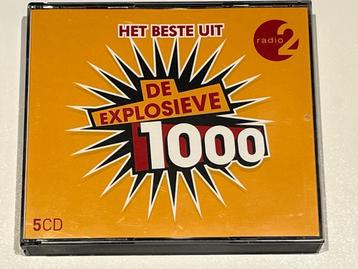 HET BESTE UIT
radio 2
DE
EXPLOSIEVE
1000
5CD